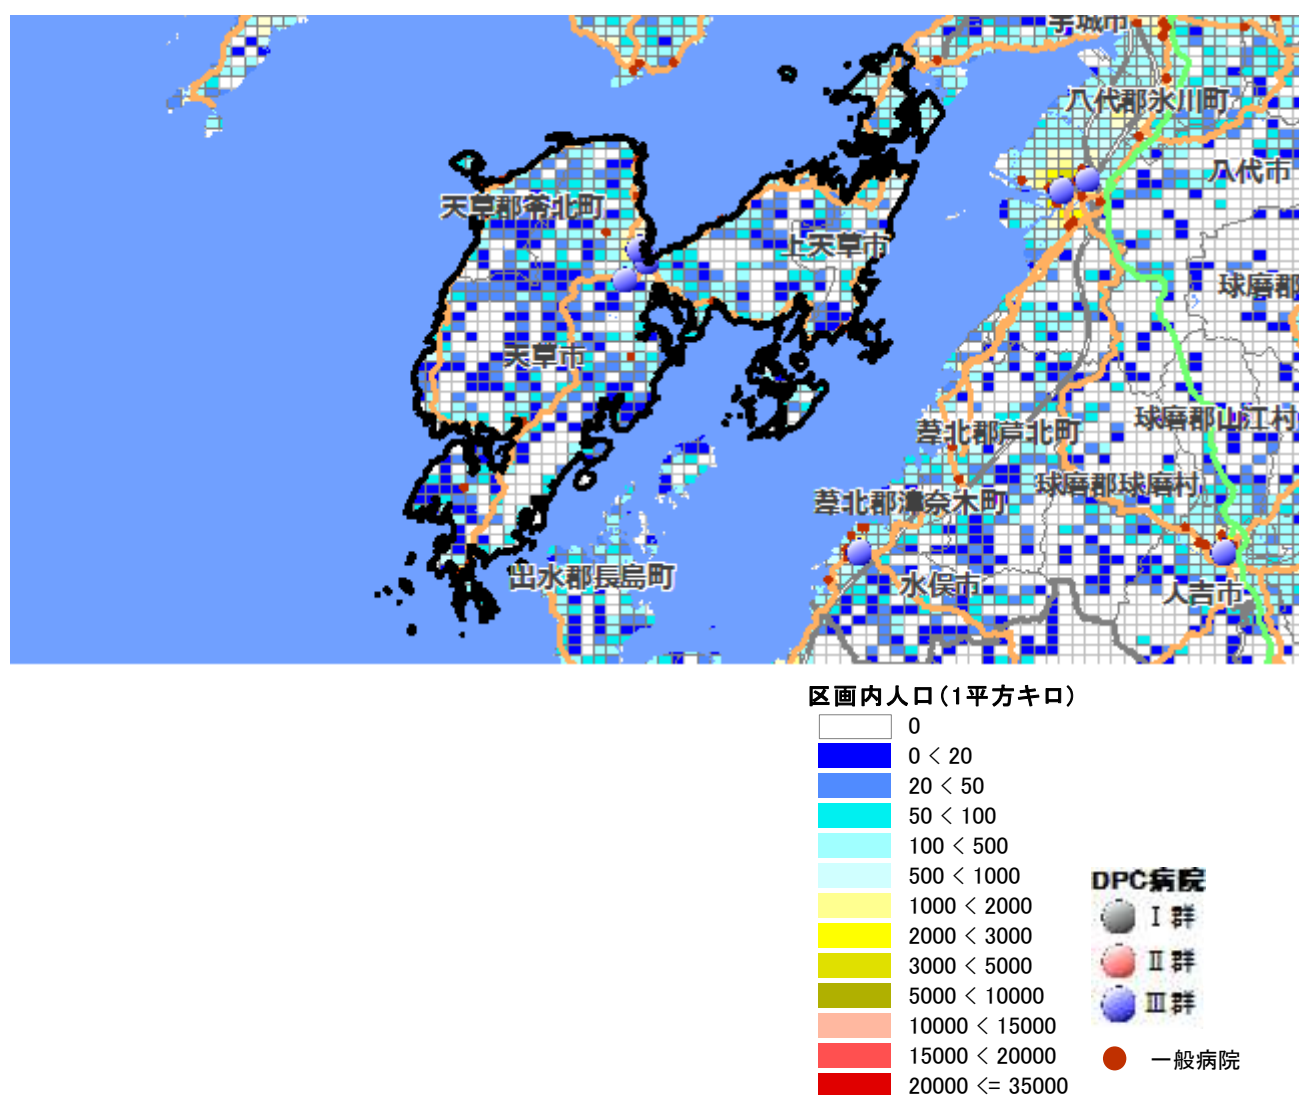 宇城市
八代郡氷川町
八代市
天草郡苓北町
上天草市
球磨郡
天草市
球磨郡山江村
葦北郡芦北町
球磨郡球磨村
葦北郡津奈木町
出水郡長島町
水俣市
人吉市
区画内人口(1平方キロ)
0
0 < 20
20 < 50
50 < 100
100 < 500
500 < 1000
1000 < 2000
2000 < 3000
3000 < 5000
5000 < 10000
10000 < 15000
15000 < 20000
20000 <= 35000
DPC病院
Ⅰ群
Ⅱ群
Ⅲ群
一般病院